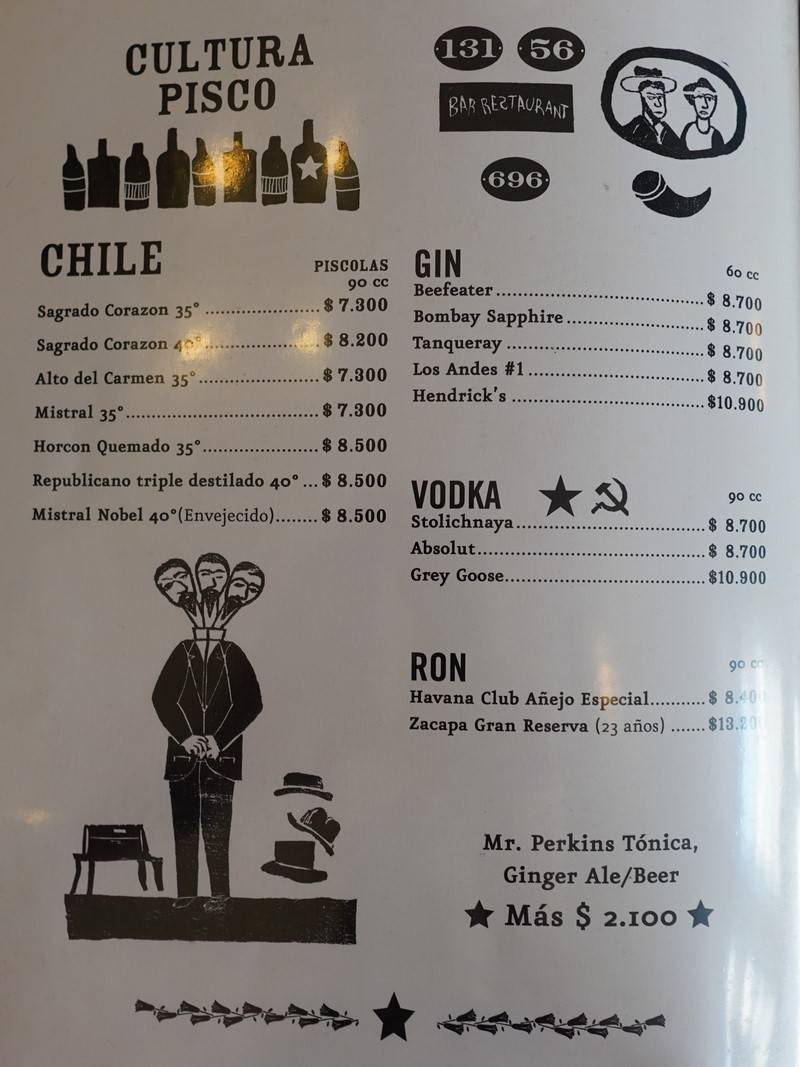 CULTURA
PISCO
131 56
BAR RESTAURANT
696
CHILE
PISCOLAS
90 cc
Sagrado Corazon 35° ...................... $ 7.300
Sagrado Corazon 40°...................... $ 8.200
Alto del Carmen 35°....................... $ 7.300
Mistral 35°..................................... $ 7.300
Horcon Quemado 35°...................... $ 8.500
Republicano triple destilado 40° ... $ 8.500
Mistral Nobel 40°(Envejecido)........ $ 8.500
GIN
60 cc
Beefeater ........................................ $ 8.700
Bombay Sapphire ........................... $ 8.700
Tanqueray ...................................... $ 8.700
Los Andes #1 .................................. $ 8.700
Hendrick's ..................................... $10.900
VODKA
90 cc
Stolichnaya .................................... $ 8.700
Absolut............................................ $ 8.700
Grey Goose...................................... $10.900
RON
90 cc
Havana Club Añejo Especial........... $ 8.400
Zacapa Gran Reserva (23 años) .......
Mr. Perkins Tónica,
Ginger Ale/Beer
★ Más $ 2.100 ★